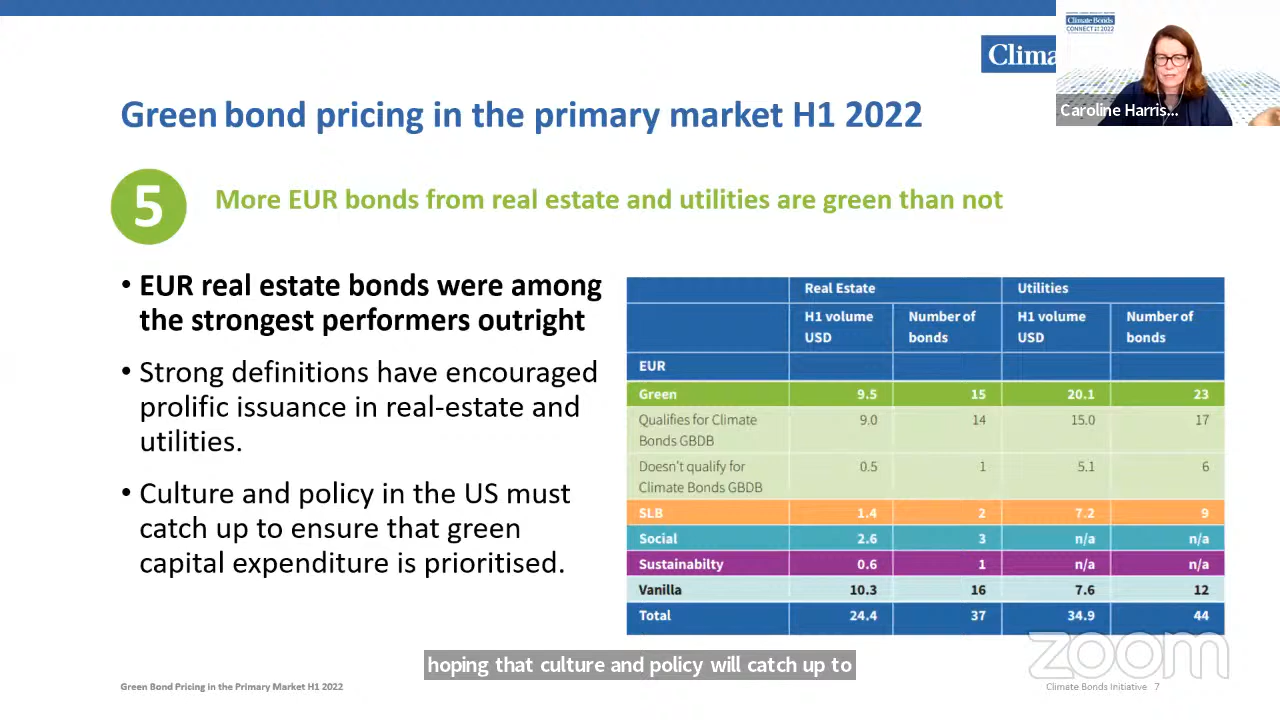 Climate Bonds
CONNECT 2022
Clima
Caroline Harris...
Green bond pricing in the primary market H1 2022
5
More EUR bonds from real estate and utilities are green than not
• EUR real estate bonds were among
the strongest performers outright
• Strong definitions have encouraged
prolific issuance in real-estate and
utilities.
• Culture and policy in the US must
catch up to ensure that green
capital expenditure is prioritised.
Real Estate Utilities
H1 volume USD Number of bonds H1 volume USD Number of bonds
EUR
Green 9.5 15 20.1 23
Qualifies for Climate Bonds GBDB 9.0 14 15.0 17
Doesn't qualify for Climate Bonds GBDB 0.5 1 5.1 6
SLB 1.4 2 7.2 9
Social 2.6 3 n/a n/a
Sustainabilty 0.6 1 n/a n/a
Vanilla 10.3 16 7.6 12
Total 24.4 37 34.9 44
zoom
hoping that culture and policy will catch up to
Green Bond Pricing in the Primary Market H1 2022
Climate Bonds Initiative 7